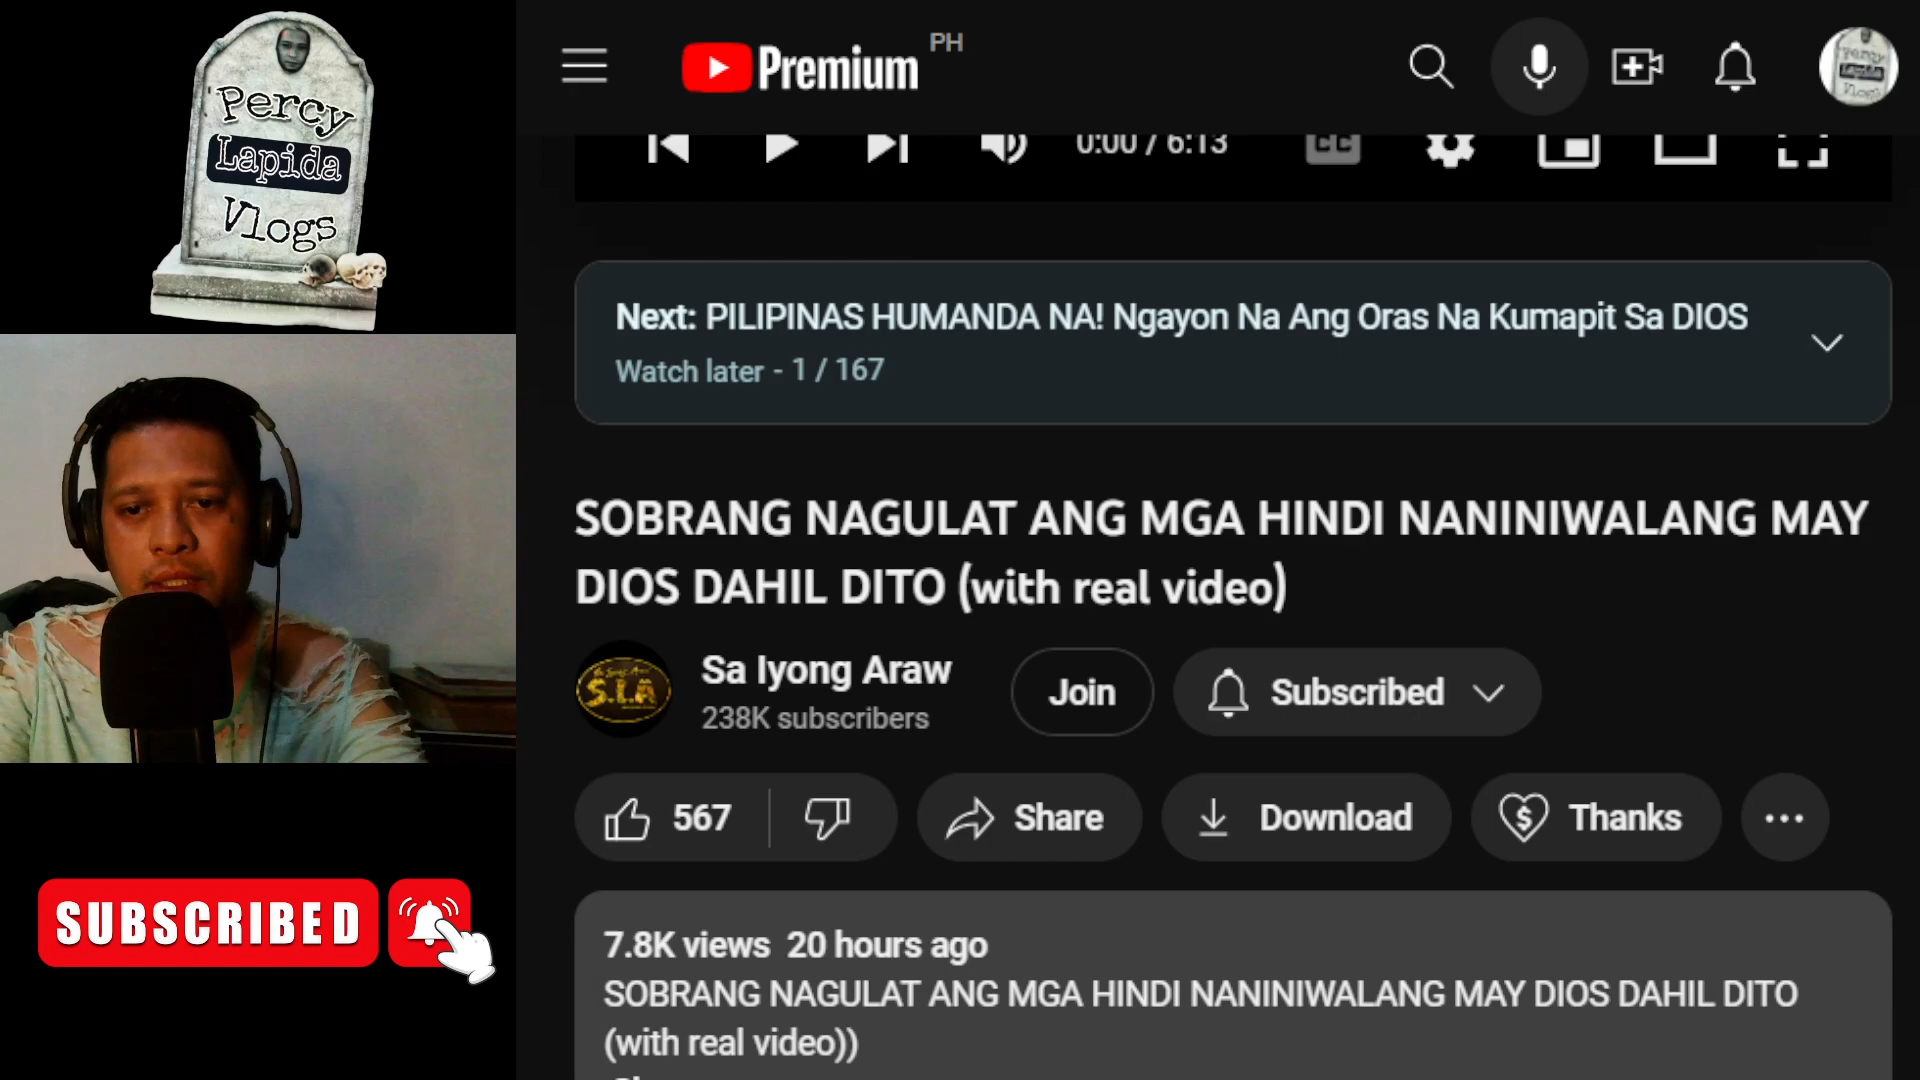 Percy
Lapida
Vlogs
SUBSCRIBED
Premium
PH
0:00 / 6:13
CC
Next: PILIPINAS HUMANDA NA! Ngayon Na Ang Oras Na Kumapit Sa DIOS
Watch later - 1 / 167
SOBRANG NAGULAT ANG MGA HINDI NANINIWALANG MAY
DIOS DAHIL DITO (with real video)
S.L.A
Sa Iyong Araw
238K subscribers
Join
Subscribed
567
Share
Download
Thanks
7.8K views 20 hours ago
SOBRANG NAGULAT ANG MGA HINDI NANINIWALANG MAY DIOS DAHIL DITO
(with real video))